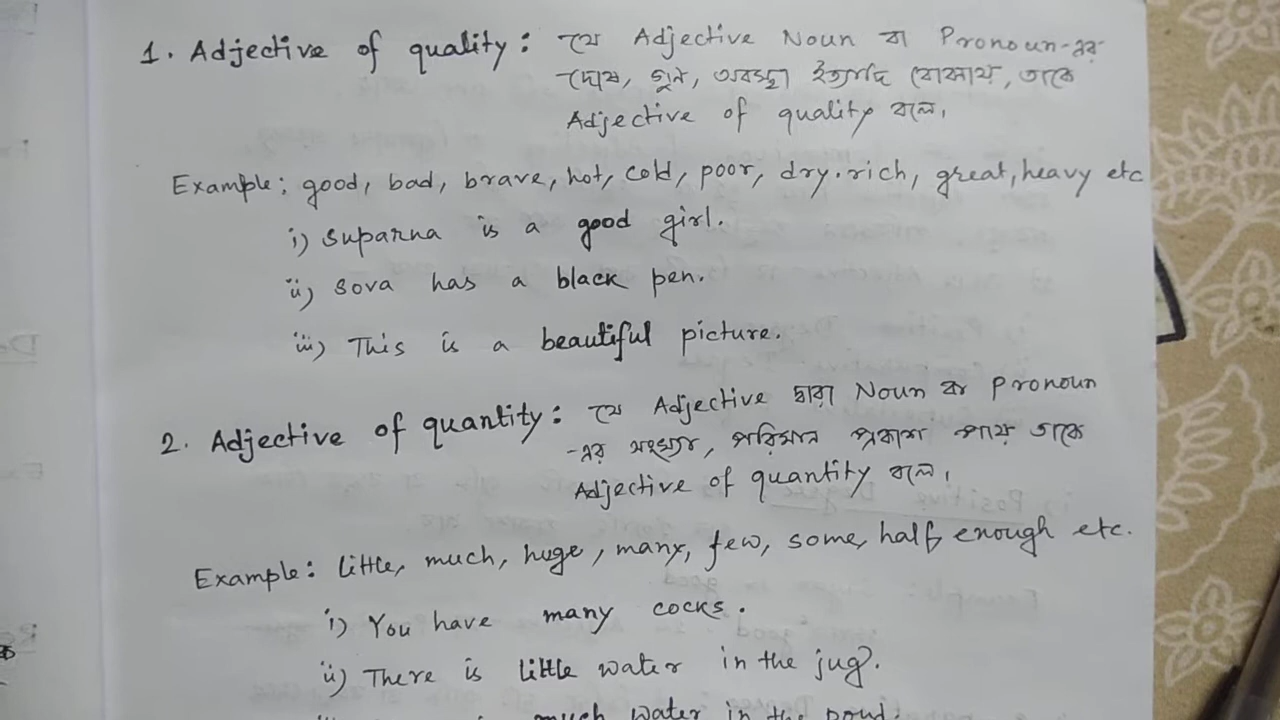 1. Adjective of quality: যে Adjective Noun বা Pronoun-এর
দোষ, গুন, অবস্থা ইত্যাদি বোঝায়, তাকে
Adjective of quality বলে।
Example: good, bad, brave, hot, cold, poor, dry. rich, great, heavy etc
i) Suparna is a good girl.
ii) Sova has a black pen.
iii) This is a beautiful picture.
2. Adjective of quantity: যে Adjective দ্বারা Noun বা Pronoun
-এর সংখ্যার, পরিমান প্রকাশ পায় তাকে
Adjective of quantity বলে।
Example: little, much, huge, many, few, some, half, enough etc.
i) You have many cocks.
ii) There is little water in the jug.
much water in the pond.